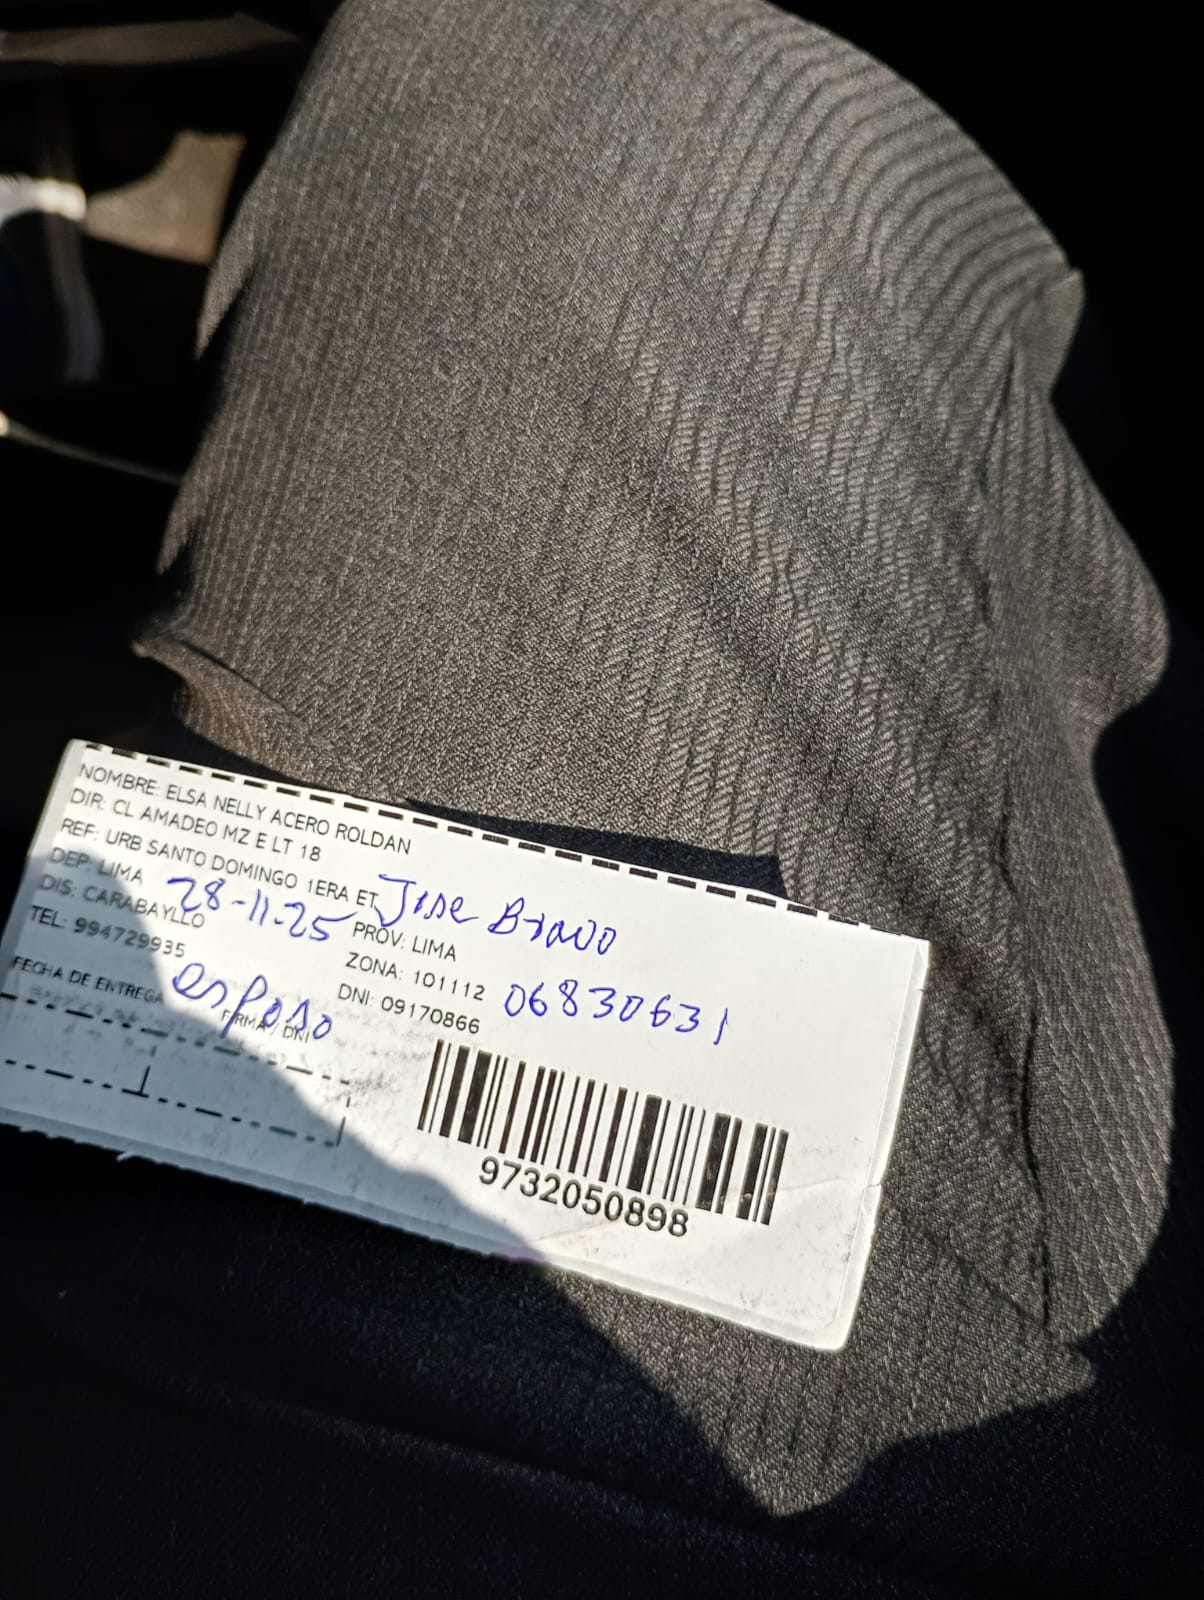 NOMBRE: ELSA NELLY ACERO ROLDAN
DIR: CL AMADEO MZ E LT 18
REF: URB SANTO DOMINGO 1ERA ET
Jose Bravo
DEP: LIMA
28-11-25
PROV: LIMA
DIS: CARABAYLLO
ZONA: 101112
06830631
TEL: 994729935
DNI: 09170866
esposo
FECHA DE ENTREGA
FIRMA / DNI
9732050898